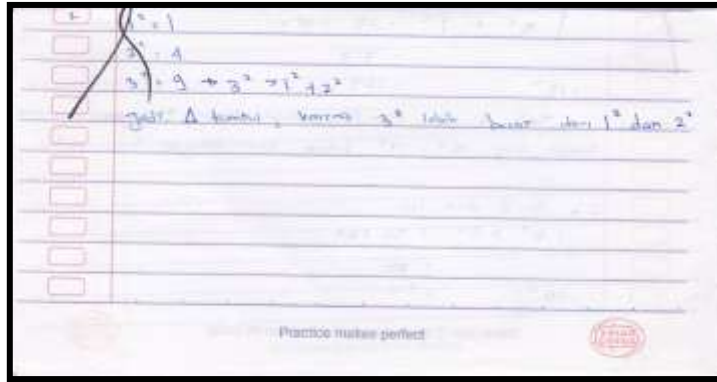 1² = 1
2² = 4
3² = 9 → 3² > 1² + 2²
Jadi Δ tumpul, karena 3² lebih besar dari 1² dan 2²
Practice makes perfect